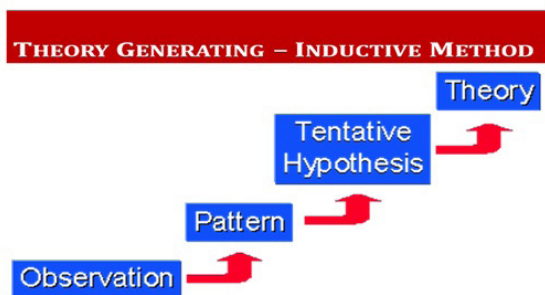 THEORY GENERATING – INDUCTIVE METHOD
Theory
Tentative
Hypothesis
Pattern
Observation